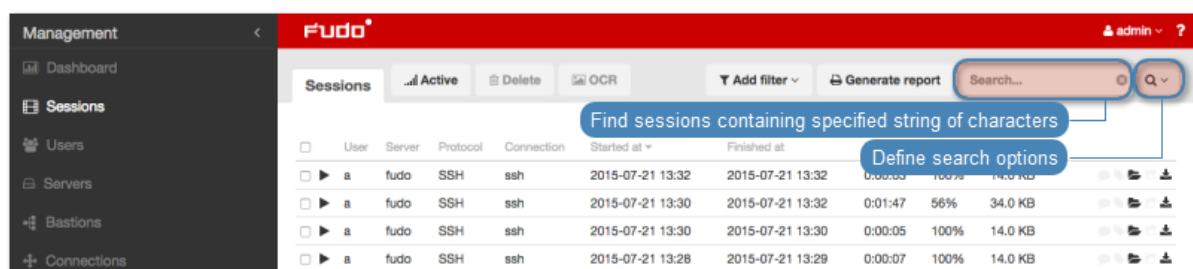 Management
Fudo
admin ?
Dashboard
Sessions Active Delete OCR Add filter Generate report Search...
Sessions
Find sessions containing specified string of characters
Users
User Server Protocol Connection Started at Finished at
Define search options
Servers
a fudo SSH ssh 2015-07-21 13:32 2015-07-21 13:32 100% 14.0 KB
Bastions
a fudo SSH ssh 2015-07-21 13:30 2015-07-21 13:32 0:01:47 56% 34.0 KB
a fudo SSH ssh 2015-07-21 13:30 2015-07-21 13:30 0:00:05 100% 14.0 KB
Connections
a fudo SSH ssh 2015-07-21 13:28 2015-07-21 13:29 0:00:07 100% 14.0 KB